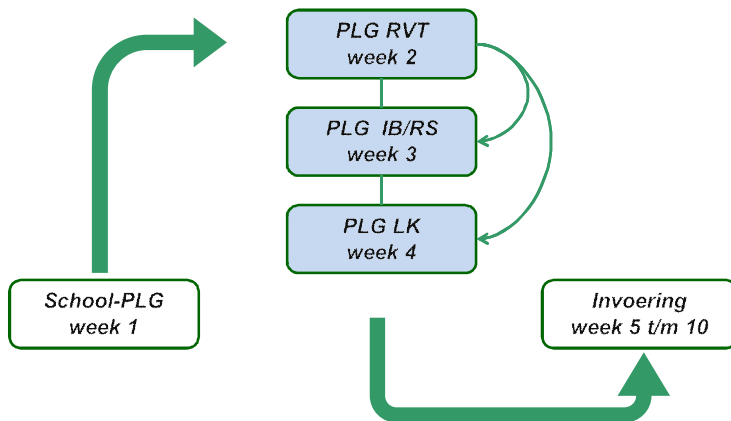 PLG RVT
week 2
PLG IB/RS
week 3
PLG LK
week 4
School-PLG
week 1
Invoering
week 5 t/m 10